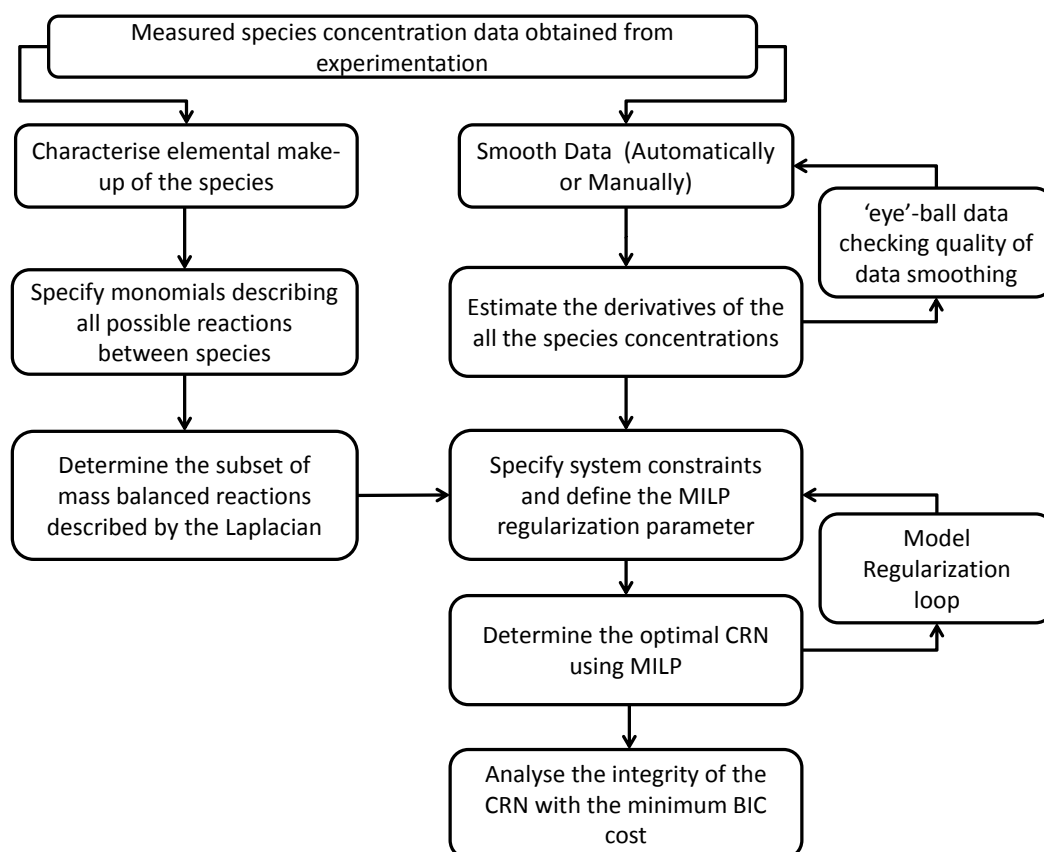 Measured species concentration data obtained from
experimentation
Characterise elemental make-
up of the species
Smooth Data (Automatically
or Manually)
‘eye’-ball data
checking quality of
data smoothing
Specify monomials describing
all possible reactions
between species
Estimate the derivatives of the
all the species concentrations
Determine the subset of
mass balanced reactions
described by the Laplacian
Specify system constraints
and define the MILP
regularization parameter
Model
Regularization
loop
Determine the optimal CRN
using MILP
Analyse the integrity of the
CRN with the minimum BIC
cost